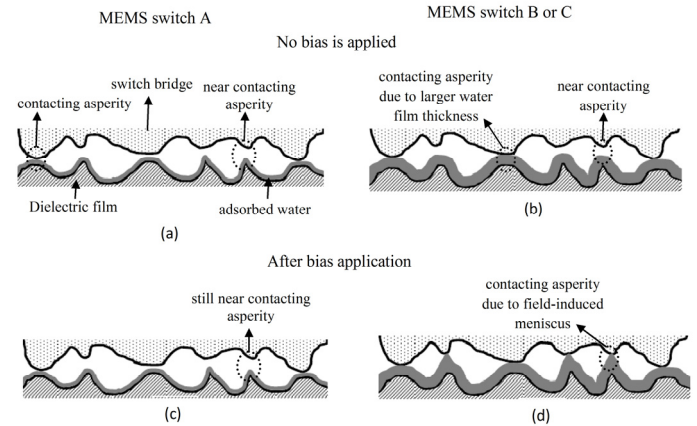 MEMS switch A
MEMS switch B or C
No bias is applied
switch bridge
contacting asperity
near contacting
asperity
Dielectric film
adsorbed water
(a)
contacting asperity
due to larger water
film thickness
near contacting
asperity
(b)
After bias application
still near contacting
asperity
(c)
contacting asperity
due to field-induced
meniscus
(d)